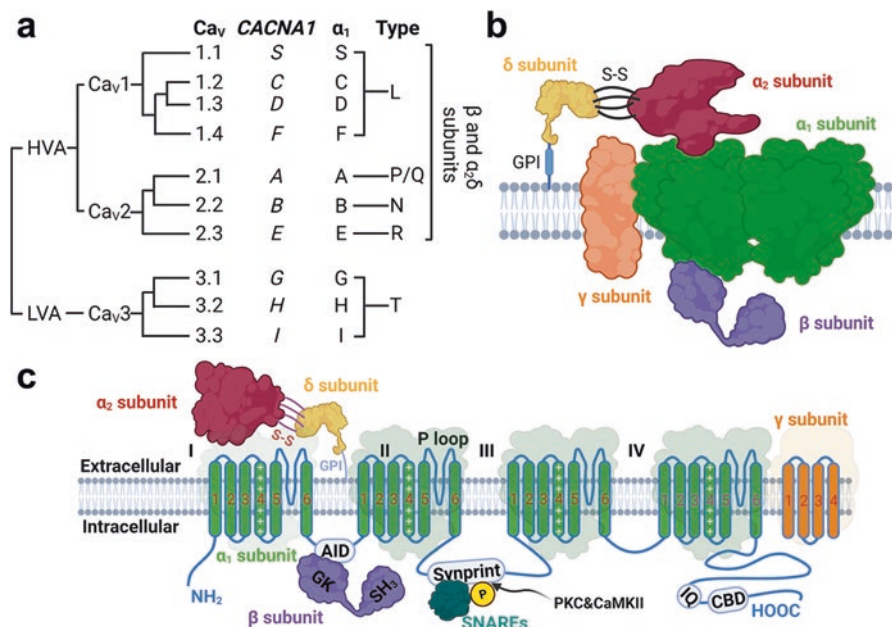 a
Caᵥ CACNA1 α₁ Type
1.1 S S
Caᵥ1 1.2 C C L
1.3 D D
1.4 F F
HVA
2.1 A A P/Q
Caᵥ2 2.2 B B N
2.3 E E R
β and α₂δ
subunits
3.1 G G
LVA Caᵥ3 3.2 H H T
3.3 I I
b
δ subunit S-S α₂ subunit
α₁ subunit
GPI
γ subunit
β subunit
c
α₂ subunit δ subunit
S-S
GPI
I II P loop III IV γ subunit
Extracellular
Intracellular
1 2 3 4 5 6 1 2 3 4 5 6 1 2 3 4 5 6 1 2 3 4 5 6 1 2 3 4
+ + + + + + + + + + + + + + + + + + + +
α₁ subunit
NH₂
AID
GK SH₃
β subunit
Synprint
P
SNAREs
PKC&CaMKII
IQ CBD
HOOC